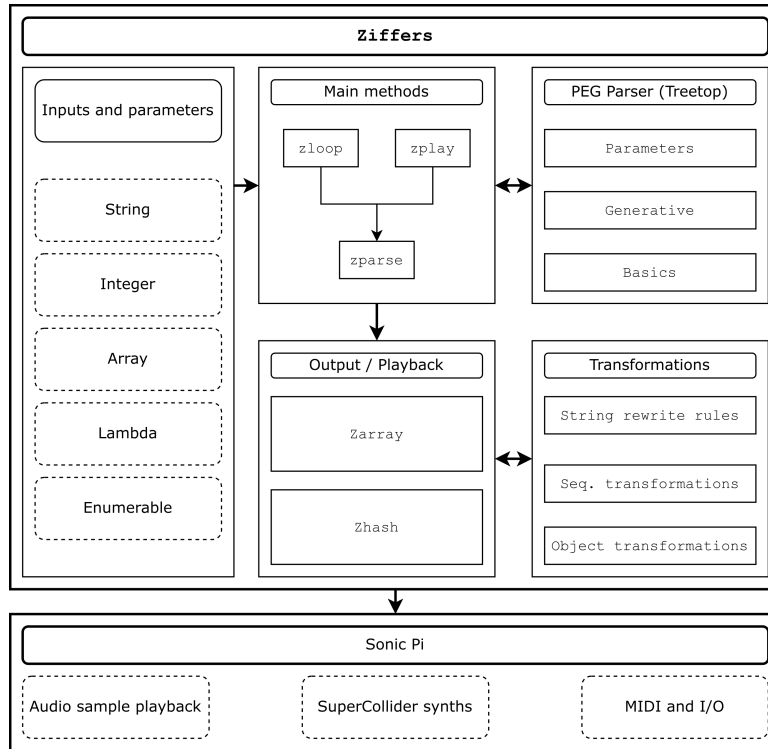 Ziffers
Inputs and parameters
String
Integer
Array
Lambda
Enumerable
Main methods
zloop
zplay
zparse
PEG Parser (Treetop)
Parameters
Generative
Basics
Output / Playback
Zarray
Zhash
Transformations
String rewrite rules
Seq. transformations
Object transformations
Sonic Pi
Audio sample playback
SuperCollider synths
MIDI and I/O